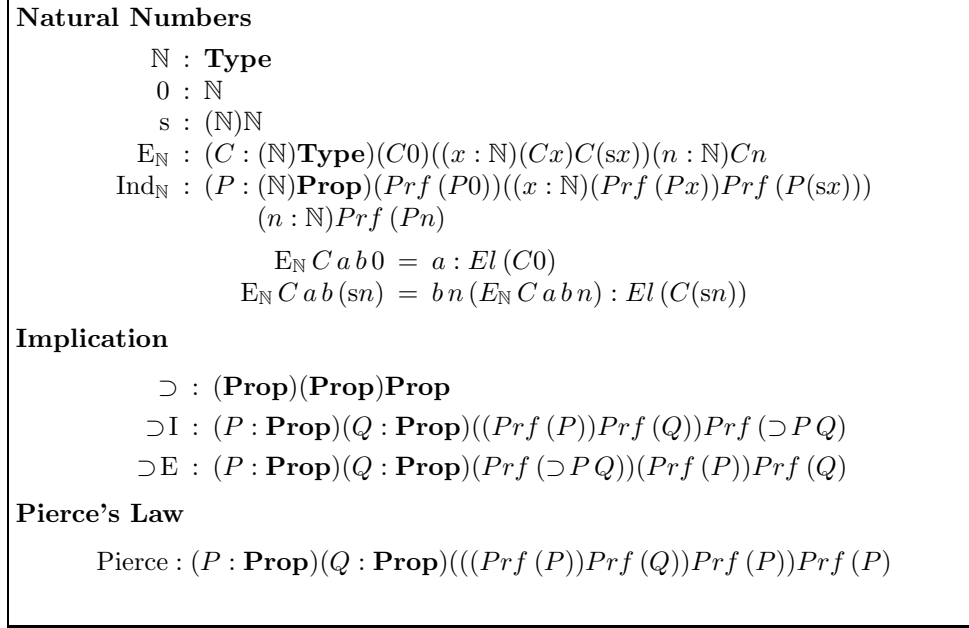 Natural Numbers
ℕ : Type
0 : ℕ
s : (ℕ)ℕ
E_ℕ : (C : (ℕ)Type)(C0)((x : ℕ)(Cx)C(sx))(n : ℕ)Cn
Ind_ℕ : (P : (ℕ)Prop)(Prf (P0))((x : ℕ)(Prf (Px))Prf (P(sx)))
(n : ℕ)Prf (Pn)
E_ℕ C a b 0 = a : El (C0)
E_ℕ C a b (sn) = b n (E_ℕ C a b n) : El (C(sn))
Implication
⊃ : (Prop)(Prop)Prop
⊃I : (P : Prop)(Q : Prop)((Prf (P))Prf (Q))Prf (⊃ P Q)
⊃E : (P : Prop)(Q : Prop)(Prf (⊃ P Q))(Prf (P))Prf (Q)
Pierce's Law
Pierce : (P : Prop)(Q : Prop)(((Prf (P))Prf (Q))Prf (P))Prf (P)